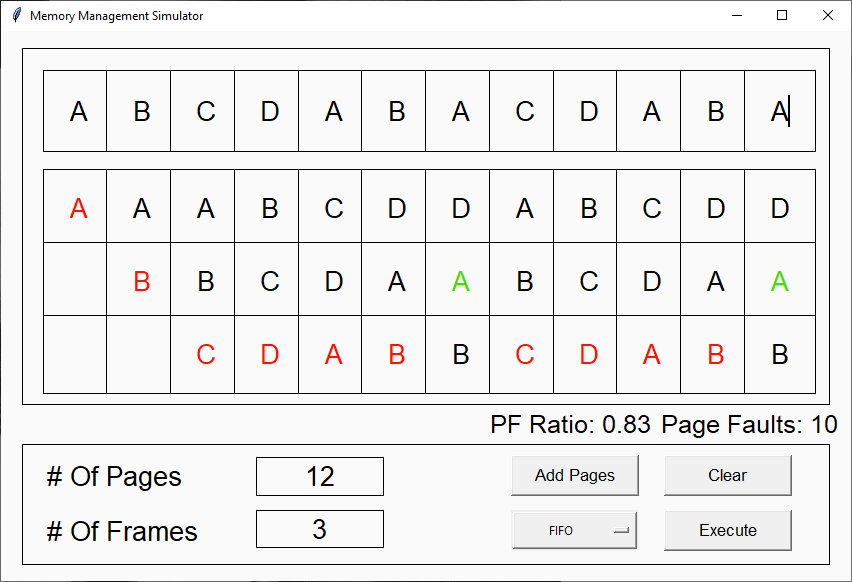 Memory Management Simulator
A B C D A B A C D A B A
A A A B C D D A B C D D
B B C D A A B C D A A
C D A B B C D A B B
PF Ratio: 0.83 Page Faults: 10
# Of Pages 12 Add Pages Clear
# Of Frames 3 FIFO Execute